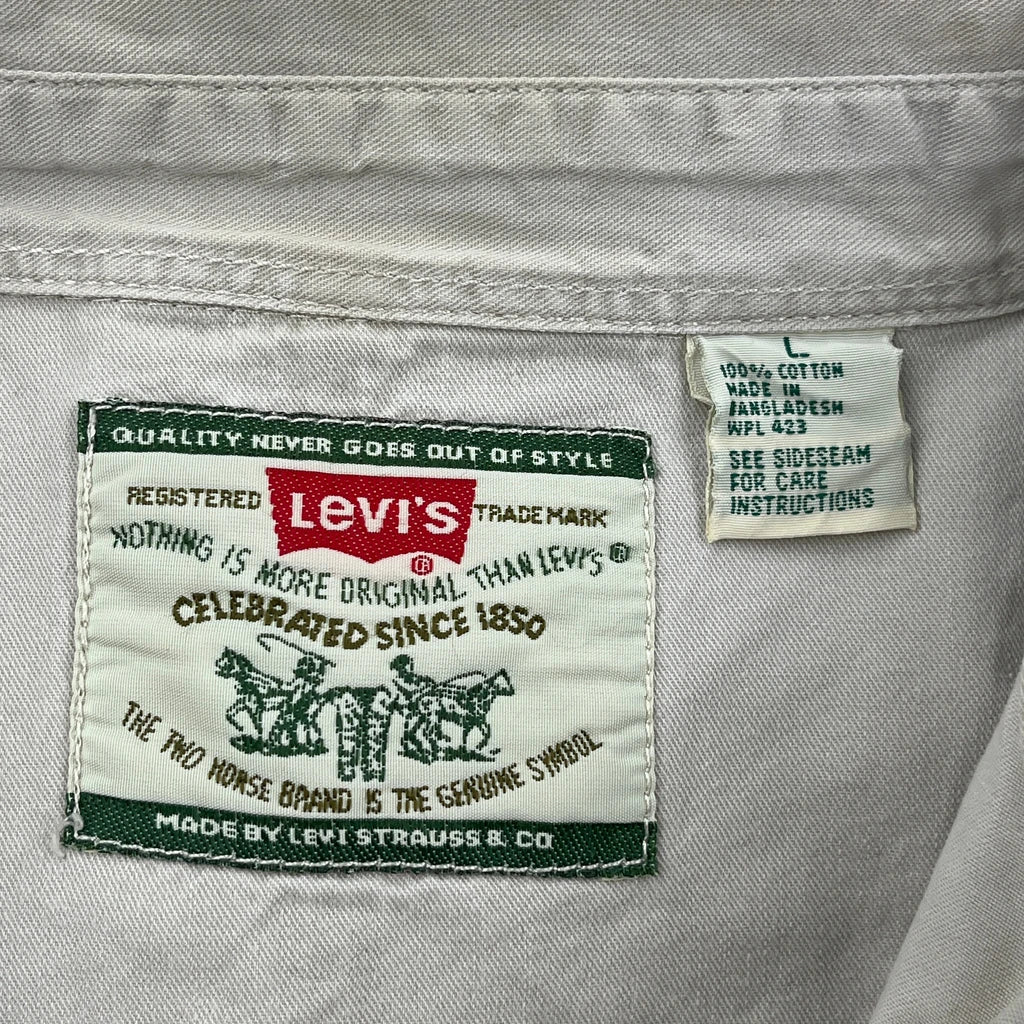 QUALITY NEVER GOES OUT OF STYLE
REGISTERED LEVI'S TRADEMARK
®
NOTHING IS MORE ORIGINAL THAN LEVI'S ®
CELEBRATED SINCE 1850
THE TWO HORSE BRAND IS THE GENUINE SYMBOL
MADE BY LEVI STRAUSS & CO
L
100% COTTON
MADE IN
BANGLADESH
WPL 423
SEE SIDESEAM
FOR CARE
INSTRUCTIONS